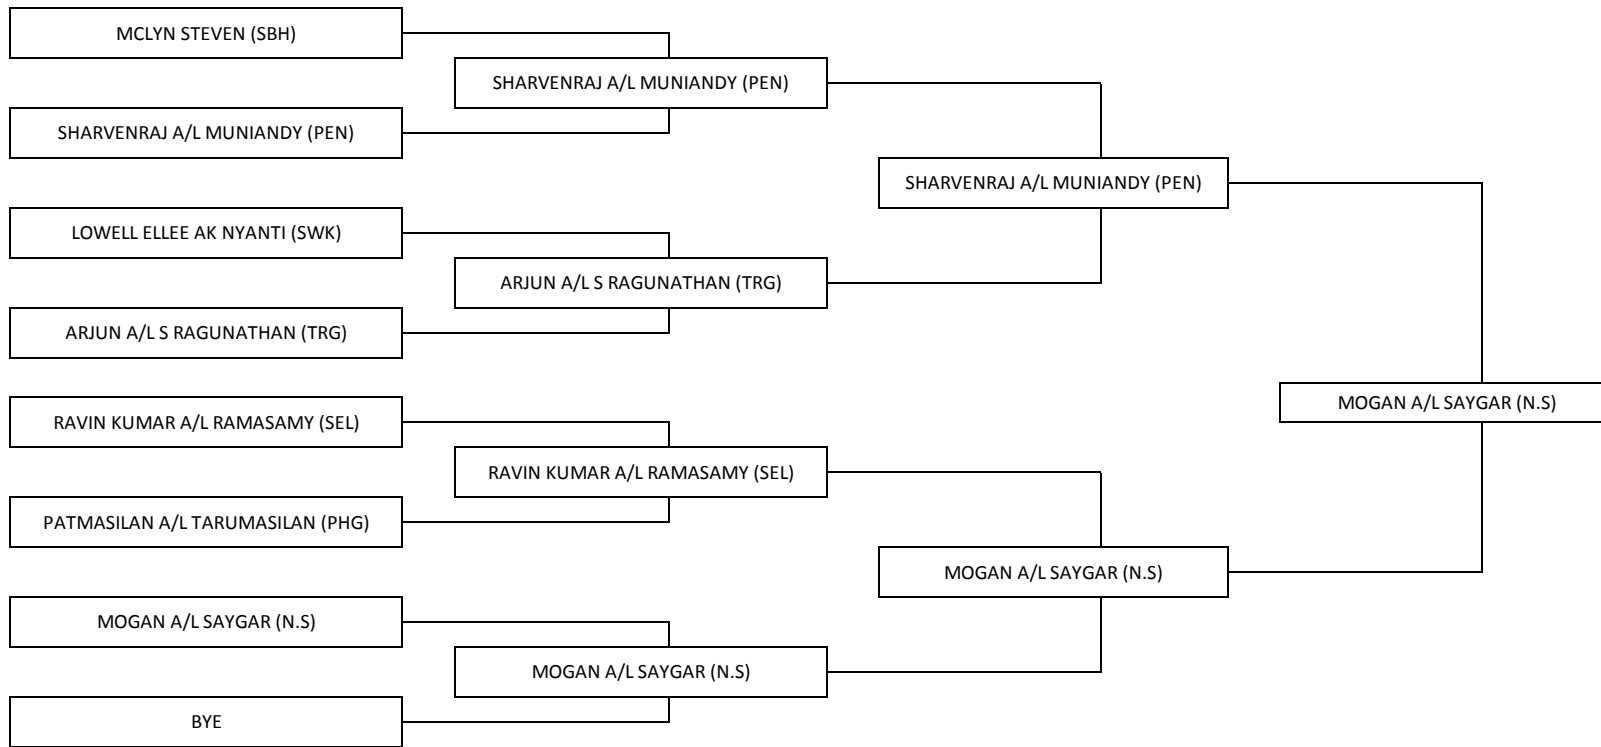 MCLYN STEVEN (SBH)
SHARVENRAJ A/L MUNIANDY (PEN)
SHARVENRAJ A/L MUNIANDY (PEN)
SHARVENRAJ A/L MUNIANDY (PEN)
LOWELL ELLEE AK NYANTI (SWK)
ARJUN A/L S RAGUNATHAN (TRG)
ARJUN A/L S RAGUNATHAN (TRG)
MOGAN A/L SAYGAR (N.S)
RAVIN KUMAR A/L RAMASAMY (SEL)
RAVIN KUMAR A/L RAMASAMY (SEL)
PATMASILAN A/L TARUMASILAN (PHG)
MOGAN A/L SAYGAR (N.S)
MOGAN A/L SAYGAR (N.S)
MOGAN A/L SAYGAR (N.S)
BYE